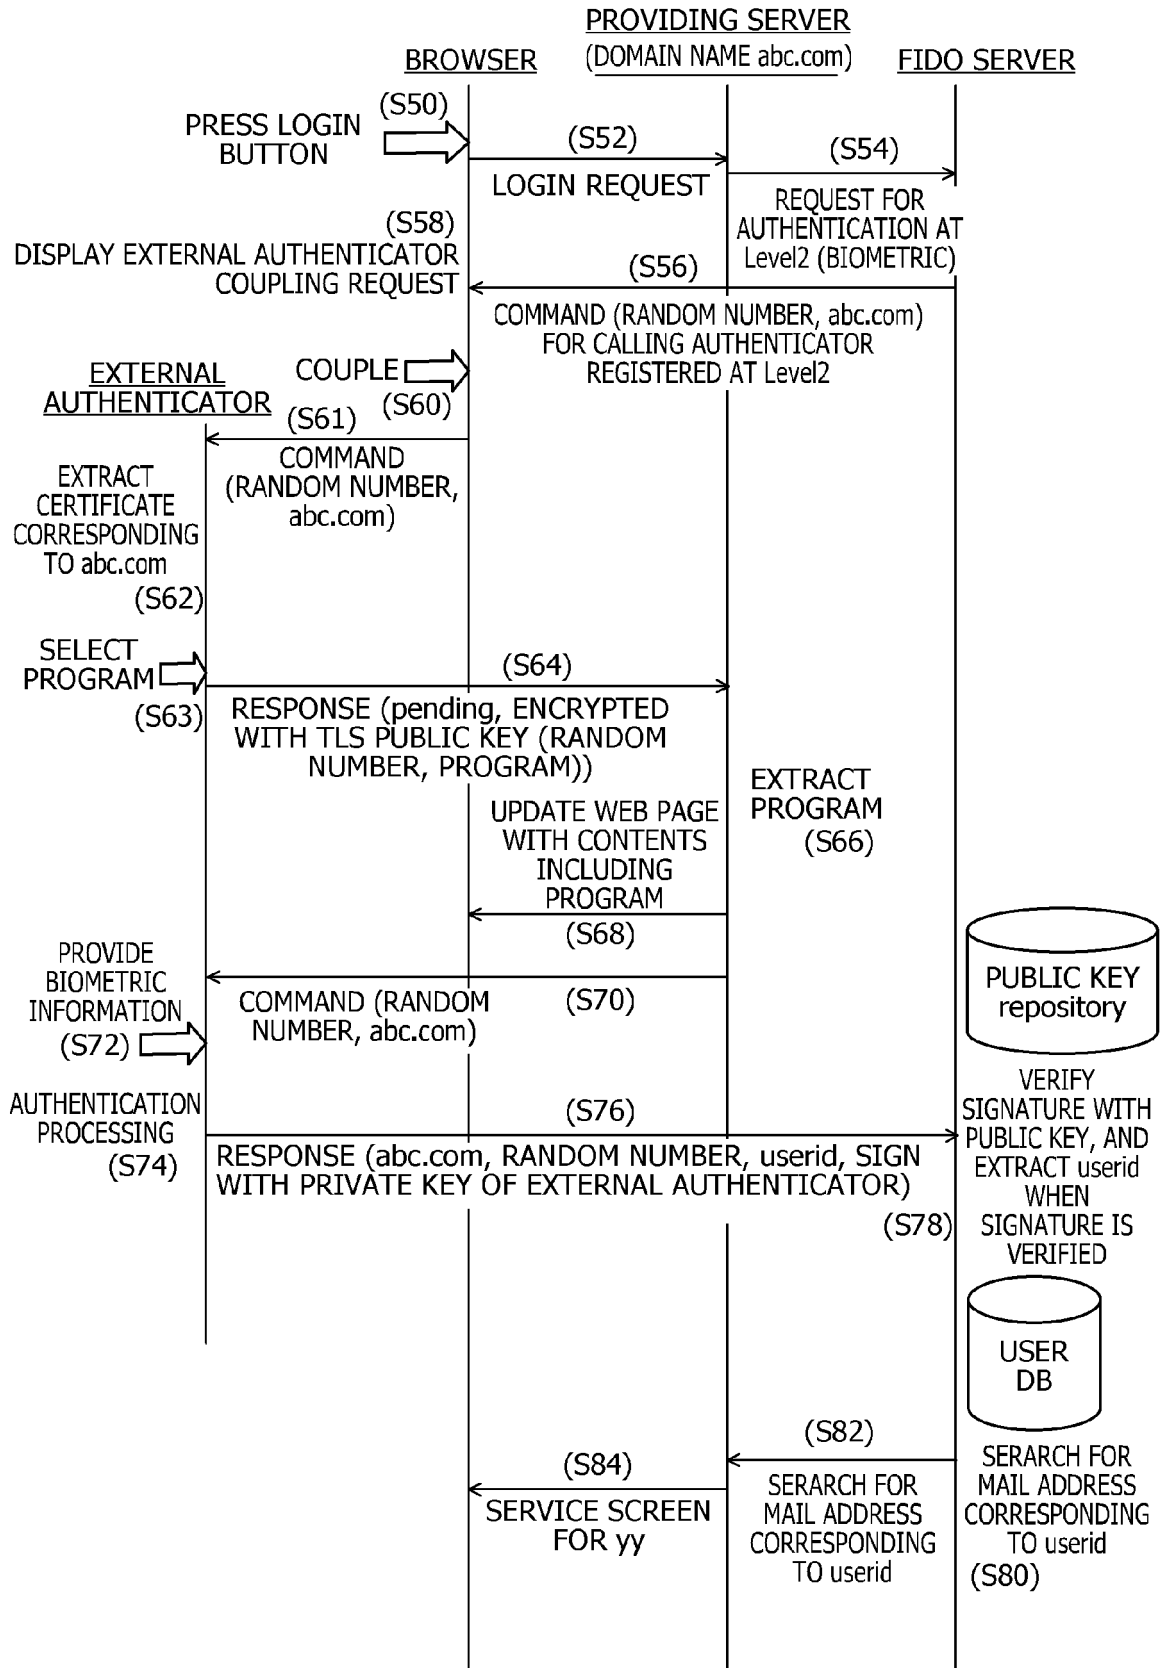 PROVIDING SERVER
(DOMAIN NAME abc.com)
BROWSER
FIDO SERVER
(S50)
PRESS LOGIN
BUTTON
(S52)
LOGIN REQUEST
(S54)
REQUEST FOR
AUTHENTICATION AT
Level2 (BIOMETRIC)
(S58)
DISPLAY EXTERNAL AUTHENTICATOR
COUPLING REQUEST
(S56)
COMMAND (RANDOM NUMBER, abc.com)
FOR CALLING AUTHENTICATOR
REGISTERED AT Level2
COUPLE
(S60)
EXTERNAL
AUTHENTICATOR
(S61)
COMMAND
(RANDOM NUMBER,
abc.com)
EXTRACT
CERTIFICATE
CORRESPONDING
TO abc.com
(S62)
SELECT
PROGRAM
(S63)
(S64)
RESPONSE (pending, ENCRYPTED
WITH TLS PUBLIC KEY (RANDOM
NUMBER, PROGRAM))
EXTRACT
PROGRAM
(S66)
UPDATE WEB PAGE
WITH CONTENTS
INCLUDING
PROGRAM
(S68)
PUBLIC KEY
repository
(S70)
COMMAND (RANDOM
NUMBER, abc.com)
PROVIDE
BIOMETRIC
INFORMATION
(S72)
AUTHENTICATION
PROCESSING
(S74)
(S76)
RESPONSE (abc.com, RANDOM NUMBER, userid, SIGN
WITH PRIVATE KEY OF EXTERNAL AUTHENTICATOR)
VERIFY
SIGNATURE WITH
PUBLIC KEY, AND
EXTRACT userid
WHEN
SIGNATURE IS
VERIFIED
(S78)
USER
DB
(S82)
SERARCH FOR
MAIL ADDRESS
CORRESPONDING
TO userid
(S84)
SERVICE SCREEN
FOR yy
SERARCH FOR
MAIL ADDRESS
CORRESPONDING
TO userid
(S80)